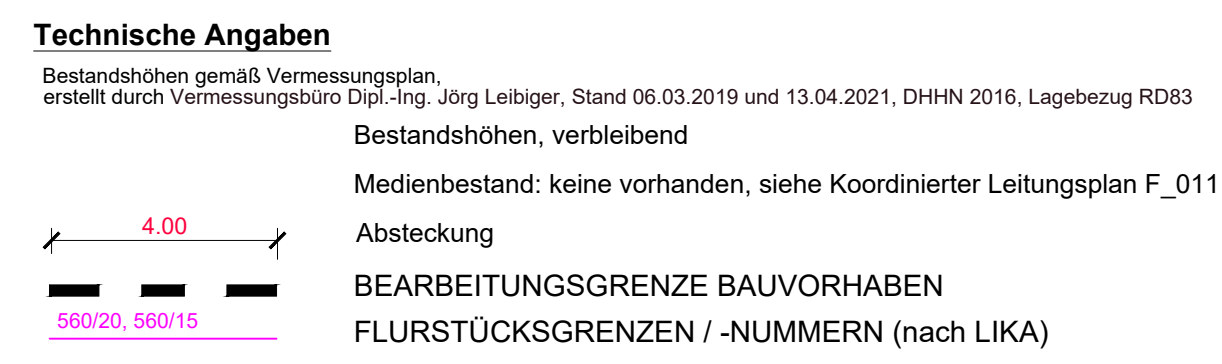 Technische Angaben
Bestandshöhen gemäß Vermessungsplan,
erstellt durch Vermessungsbüro Dipl.-Ing. Jörg Leibiger, Stand 06.03.2019 und 13.04.2021, DHHN 2016, Lagebezug RD83
Bestandshöhen, verbleibend
Medienbestand: keine vorhanden, siehe Koordinierter Leitungsplan F_011
4.00 Absteckung
BEARBEITUNGSGRENZE BAUVORHABEN
560/20, 560/15 FLURSTÜCKSGRENZEN / -NUMMERN (nach LIKA)